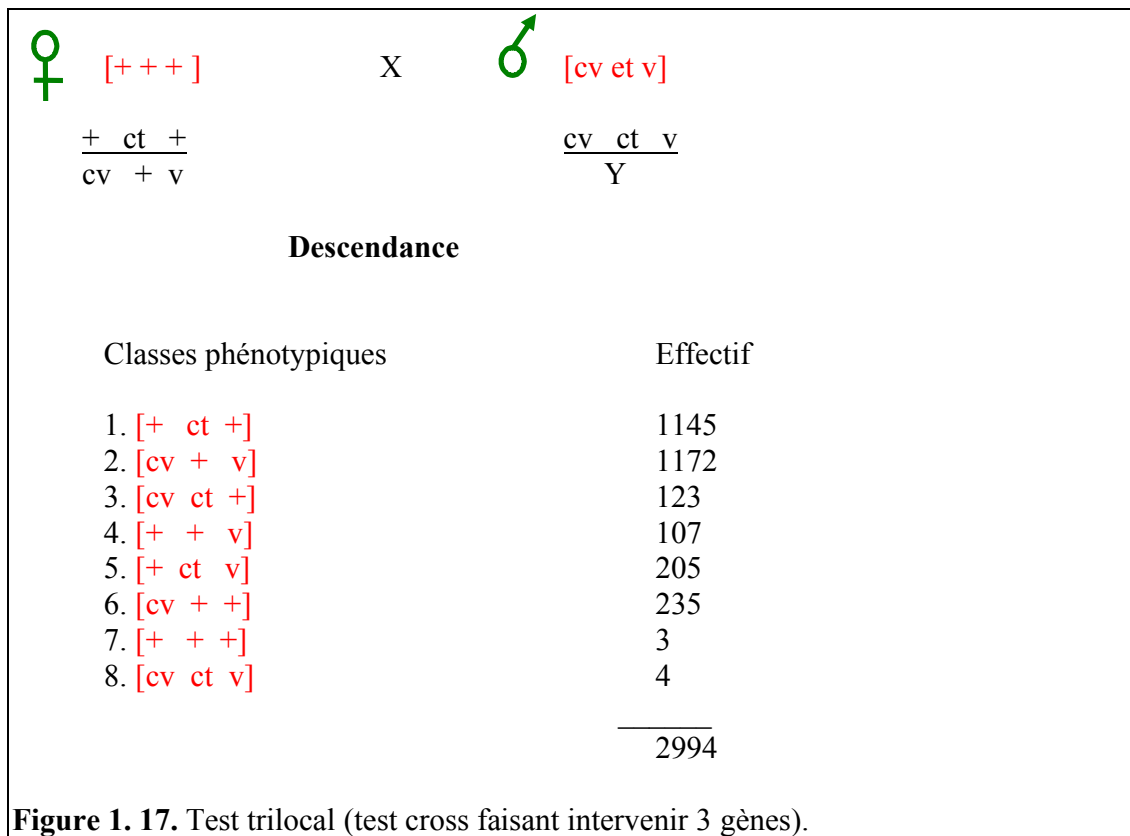 ♀ [+ + + ] X ♂ [cv et v]
+ ct + cv ct v
cv + v Y
Descendance
Classes phénotypiques Effectif
1. [+ ct +] 1145
2. [cv + v] 1172
3. [cv ct +] 123
4. [+ + v] 107
5. [+ ct v] 205
6. [cv + +] 235
7. [+ + +] 3
8. [cv ct v] 4
2994
Figure 1. 17. Test trilocal (test cross faisant intervenir 3 gènes).